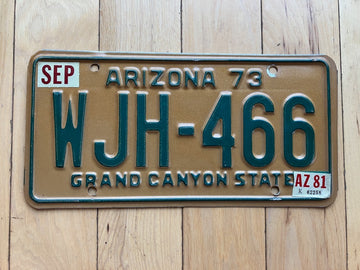 SEP
ARIZONA 73
WJH-466
GRAND CANYON STATE
AZ 81